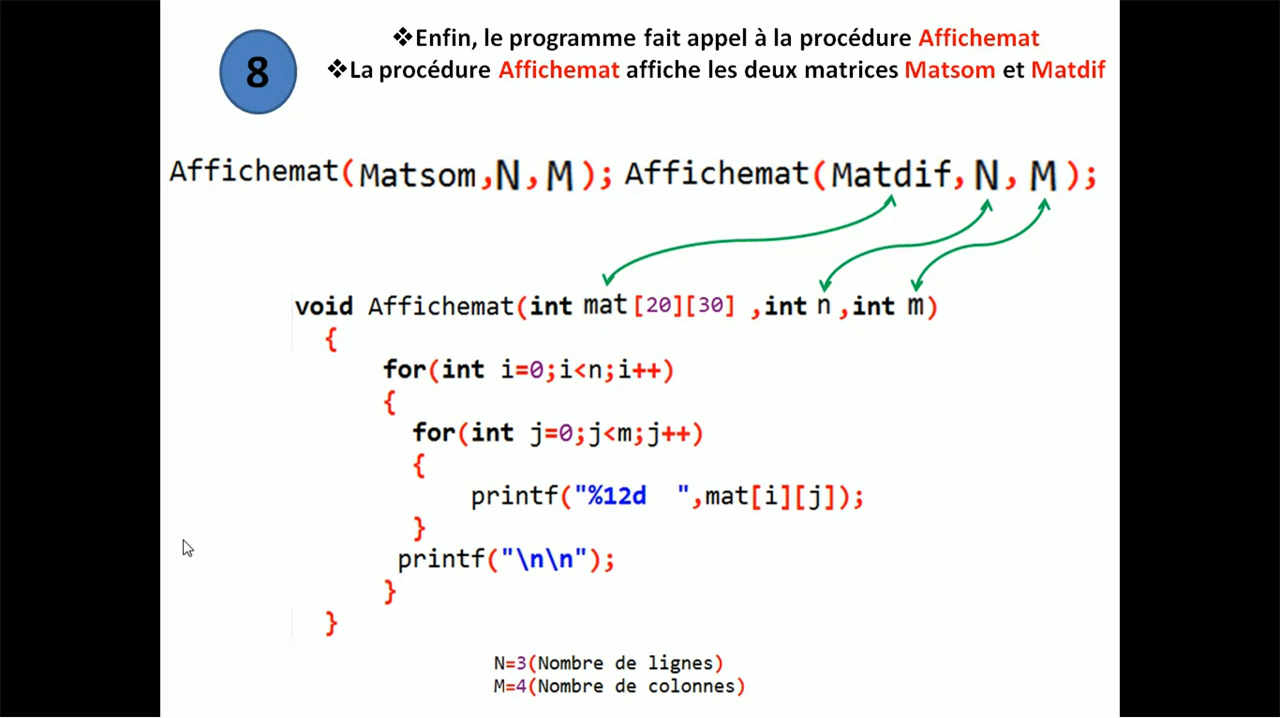 8
❖Enfin, le programme fait appel à la procédure Affichemat
❖La procédure Affichemat affiche les deux matrices Matsom et Matdif
Affichemat(Matsom,N,M); Affichemat(Matdif,N,M);
void Affichemat(int mat[20][30] ,int n,int m)
{
for(int i=0;i<n;i++)
{
for(int j=0;j<m;j++)
{
printf("%12d  ",mat[i][j]);
}
printf("\n\n");
}
}
N=3(Nombre de lignes)
M=4(Nombre de colonnes)